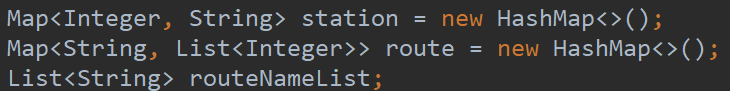 Map<Integer, String> station = new HashMap<>();
Map<String, List<Integer>> route = new HashMap<>();
List<String> routeNameList;